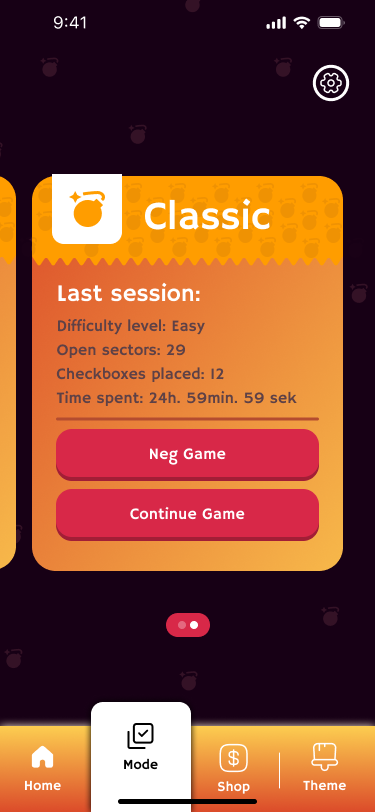 9:41
Classic
Last session:
Difficulty level: Easy
Open sectors: 29
Checkboxes placed: 12
Time spent: 24h. 59min. 59 sek
Neg Game
Continue Game
Home
Mode
Shop
Theme